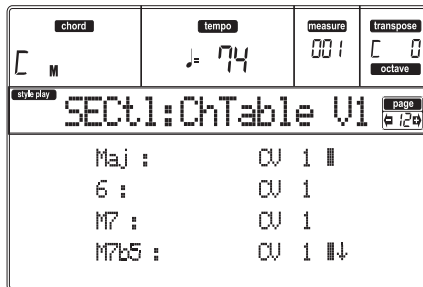 chord tempo measure transpose
C M ♩= 74 001 C 0
octave
style play SECtl:ChTable V1 page 12
Maj : CV 1
6 : CV 1
M7 : CV 1
M7b5 : CV 1 ↓